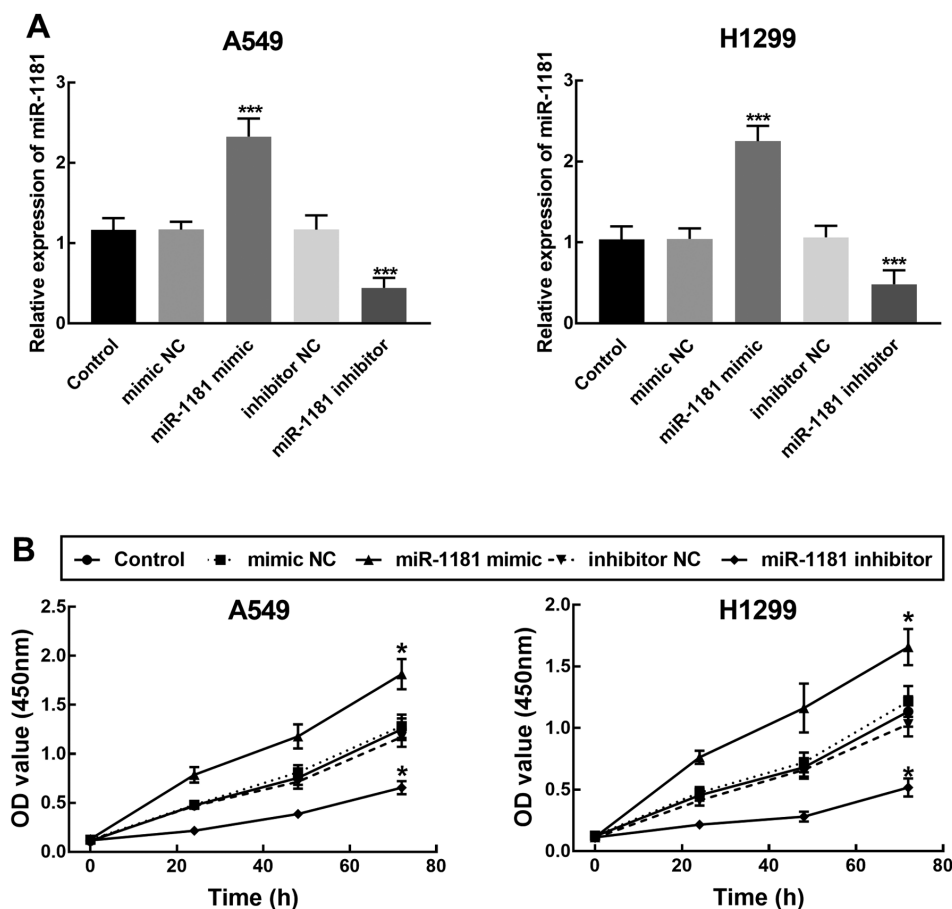 A
A549
H1299
Relative expression of miR-1181
3
2
1
0
***
***
Control
mimic NC
miR-1181 mimic
inhibitor NC
miR-1181 inhibitor
Relative expression of miR-1181
3
2
1
0
***
***
Control
mimic NC
miR-1181 mimic
inhibitor NC
miR-1181 inhibitor
B
Control mimic NC miR-1181 mimic inhibitor NC miR-1181 inhibitor
A549
OD value (450nm)
2.5
2.0
1.5
1.0
0.5
0.0
*
*
0 20 40 60 80
Time (h)
H1299
OD value (450nm)
2.0
1.5
1.0
0.5
0.0
*
*
0 20 40 60 80
Time (h)